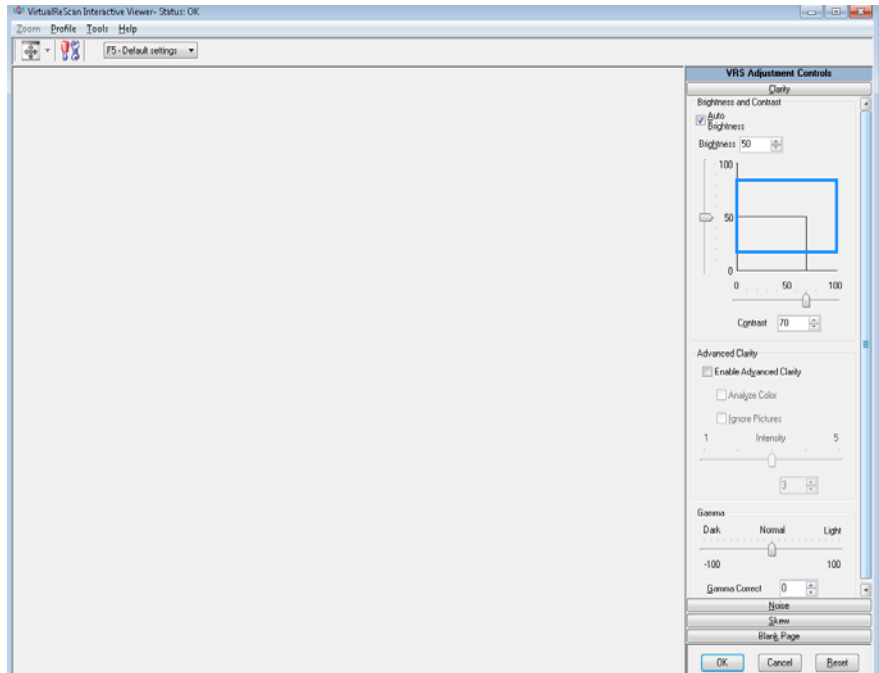 VirtualReScan Interactive Viewer- Status: OK
Zoom Profile Tools Help
F5 - Default settings
VRS Adjustment Controls
Clarity
Brightness and Contrast
Auto
Brightness
Brightness 50
100
50
0
0 50 100
Contrast 70
Advanced Clarity
Enable Advanced Clarity
Analyze Color
Ignore Pictures
1 Intensity 5
3
Gamma
Dark Normal Light
-100 100
Gamma Correct 0
Noise
Skew
Blank Page
OK Cancel Reset